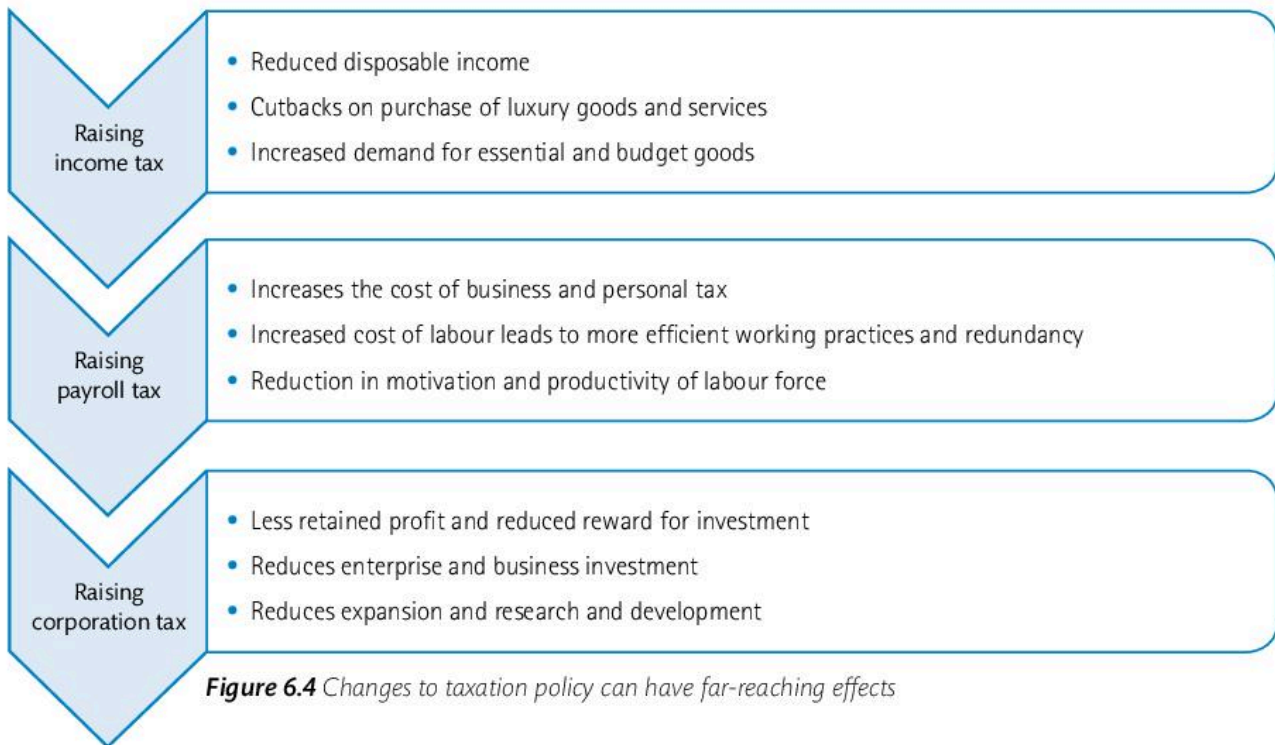 • Reduced disposable income
• Cutbacks on purchase of luxury goods and services
• Increased demand for essential and budget goods
Raising
income tax
• Increases the cost of business and personal tax
• Increased cost of labour leads to more efficient working practices and redundancy
• Reduction in motivation and productivity of labour force
Raising
payroll tax
• Less retained profit and reduced reward for investment
• Reduces enterprise and business investment
• Reduces expansion and research and development
Raising
corporation tax
Figure 6.4 Changes to taxation policy can have far-reaching effects